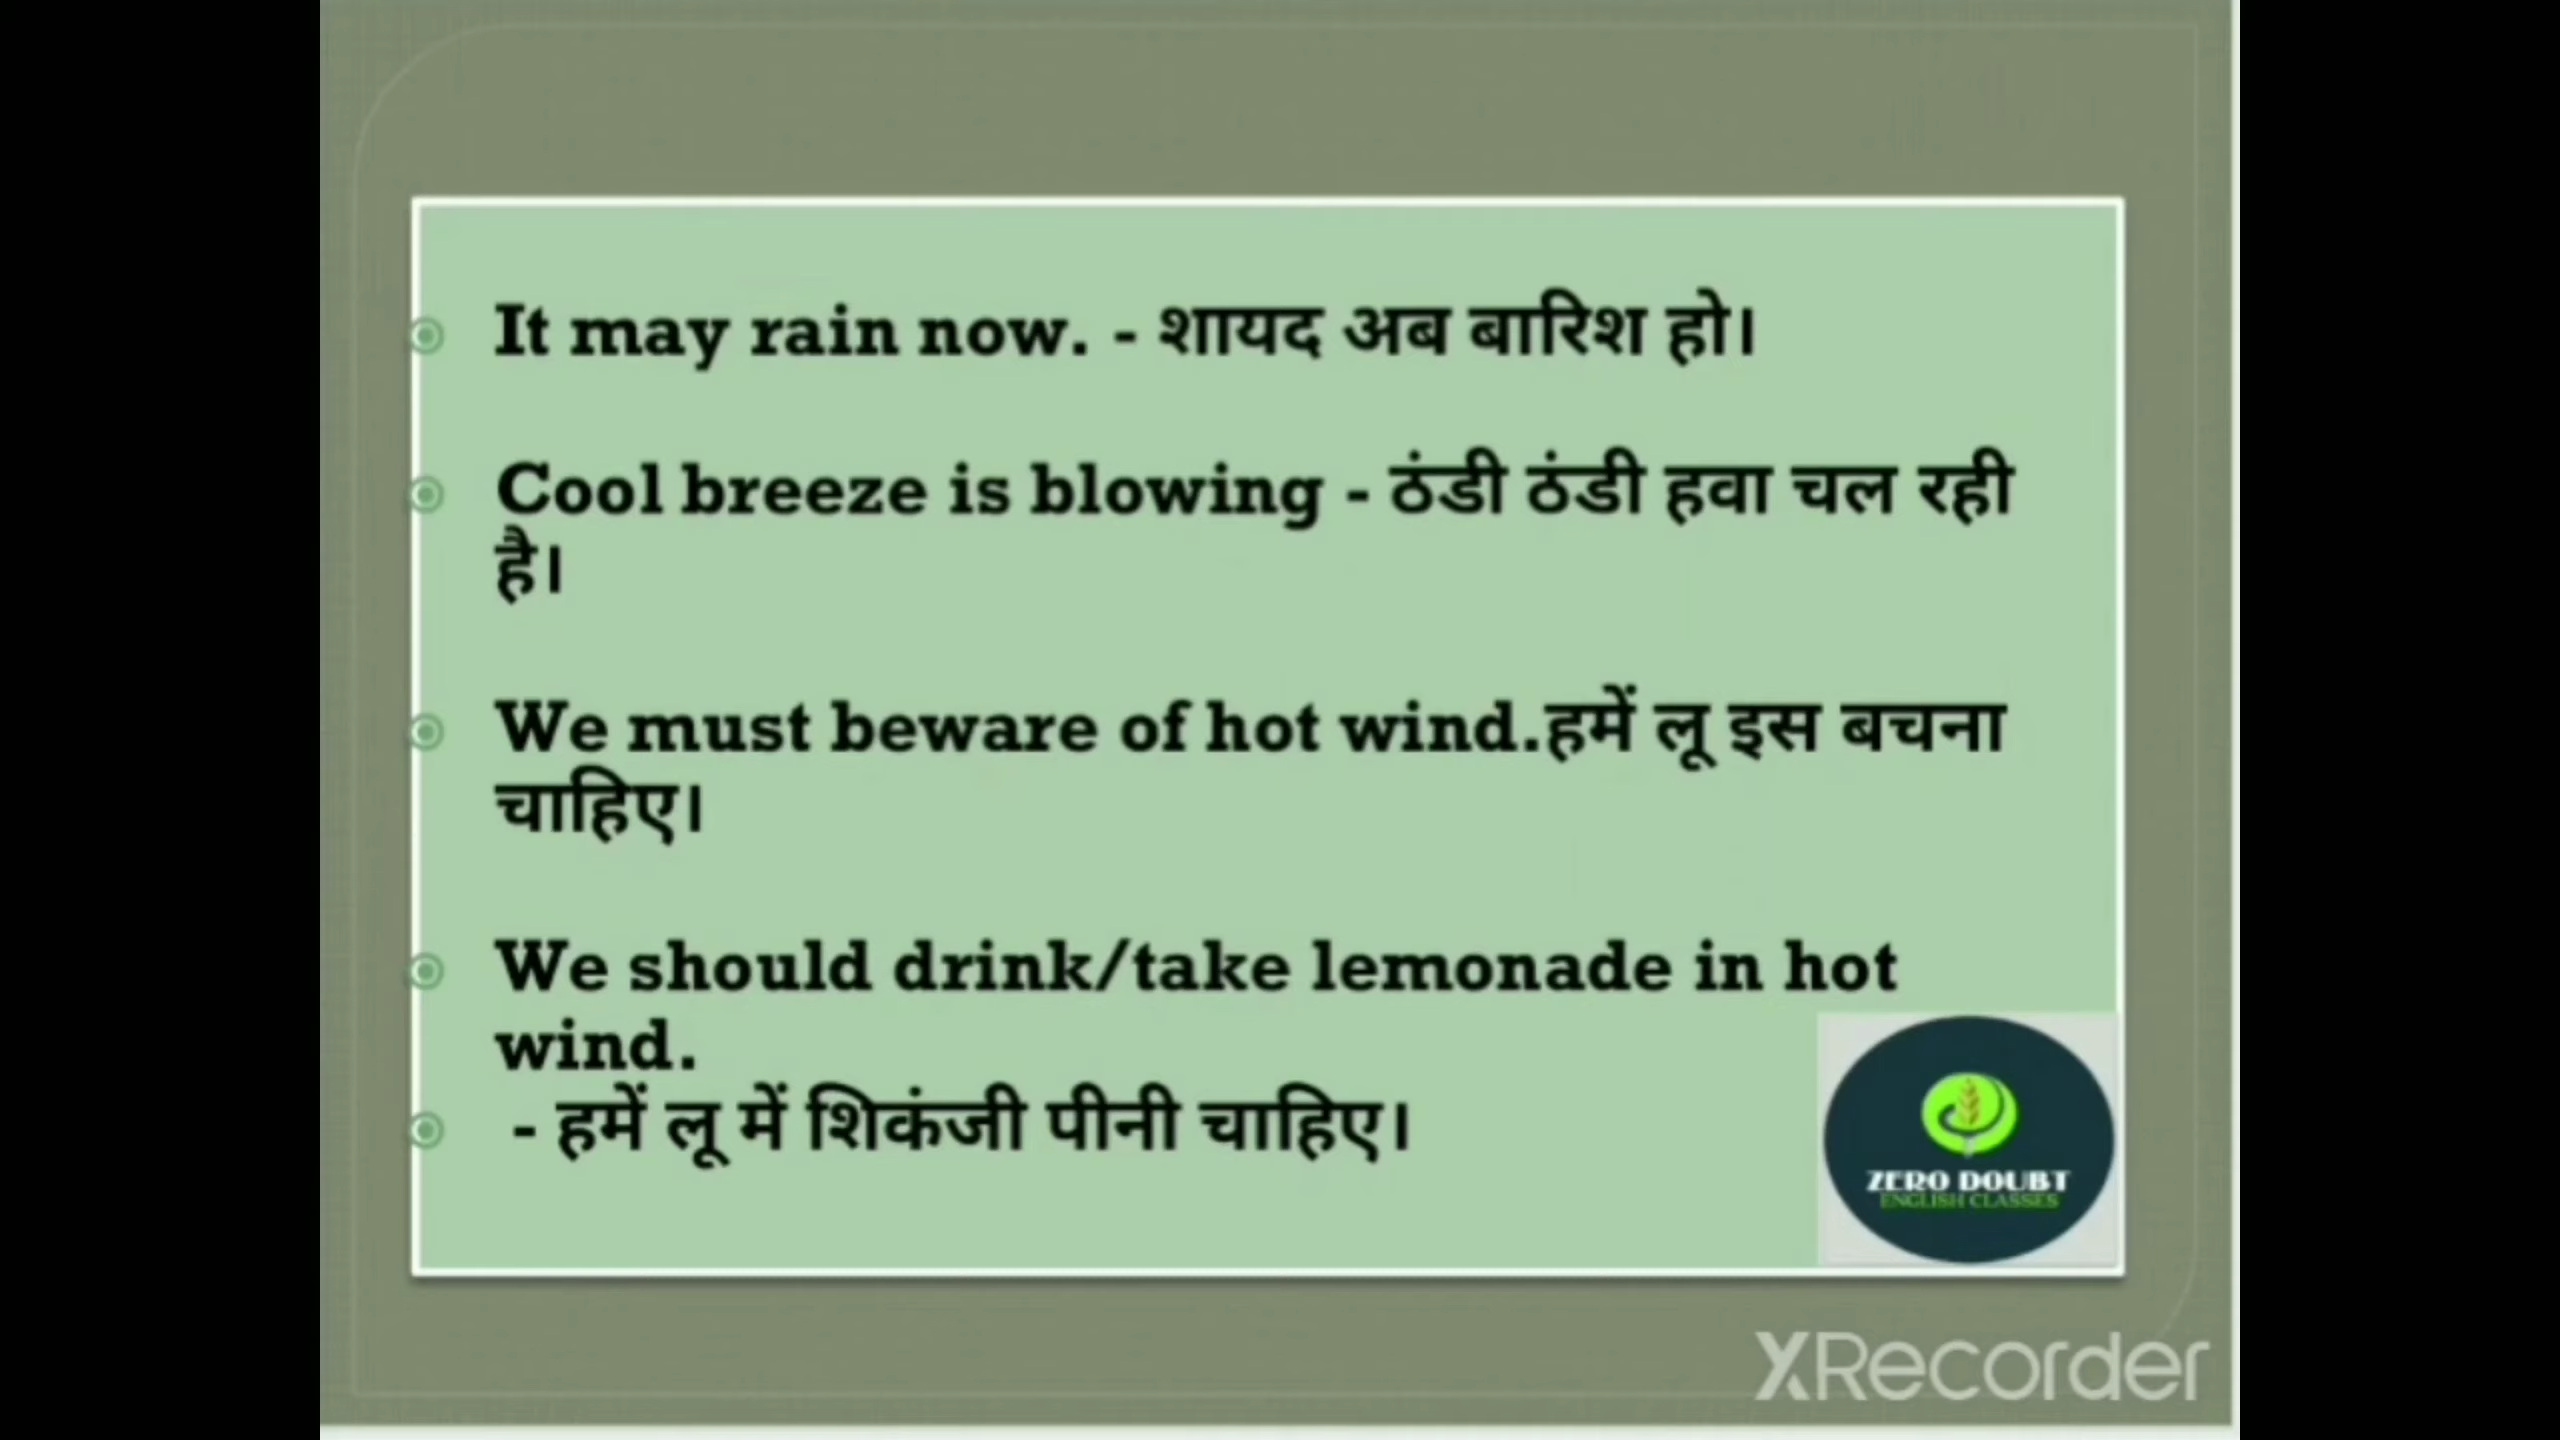 It may rain now. - शायद अब बारिश हो।
Cool breeze is blowing - ठंडी ठंडी हवा चल रही
है।
We must beware of hot wind.हमें लू इस बचना
चाहिए।
We should drink/take lemonade in hot
wind.
- हमें लू में शिकंजी पीनी चाहिए।
ZERO DOUBT
ENGLISH CLASSES
XRecorder